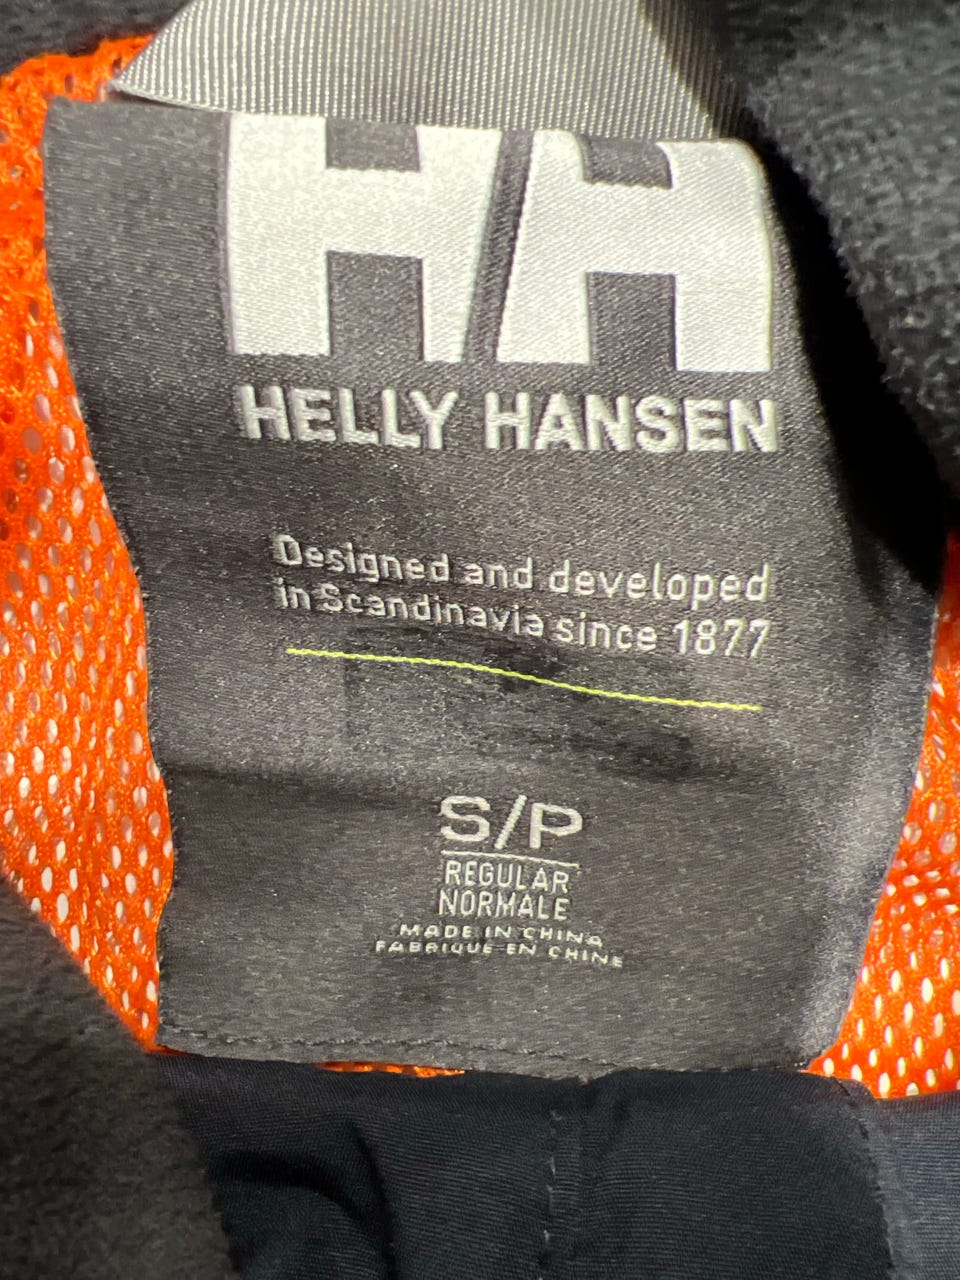 HH
HELLY HANSEN
Designed and developed
in Scandinavia since 1877
S/P
REGULAR
NORMALE
MADE IN CHINA
FABRIQUE EN CHINE